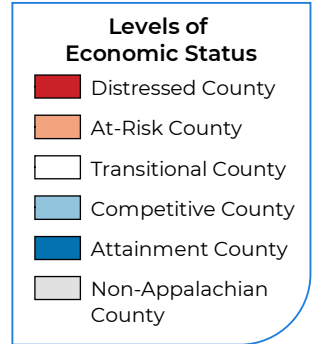 Levels of
Economic Status
Distressed County
At-Risk County
Transitional County
Competitive County
Attainment County
Non-Appalachian
County